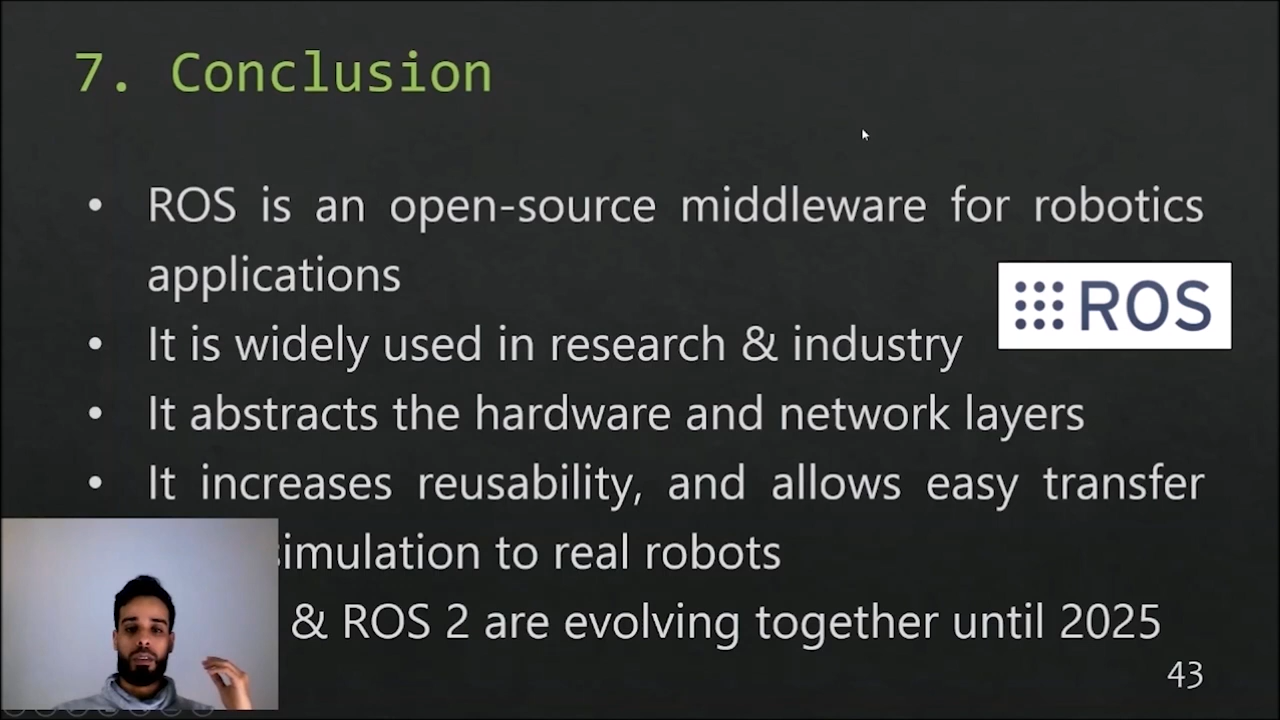 7. Conclusion
• ROS is an open-source middleware for robotics
applications
ROS
• It is widely used in research & industry
• It abstracts the hardware and network layers
• It increases reusability, and allows easy transfer
simulation to real robots
& ROS 2 are evolving together until 2025
43